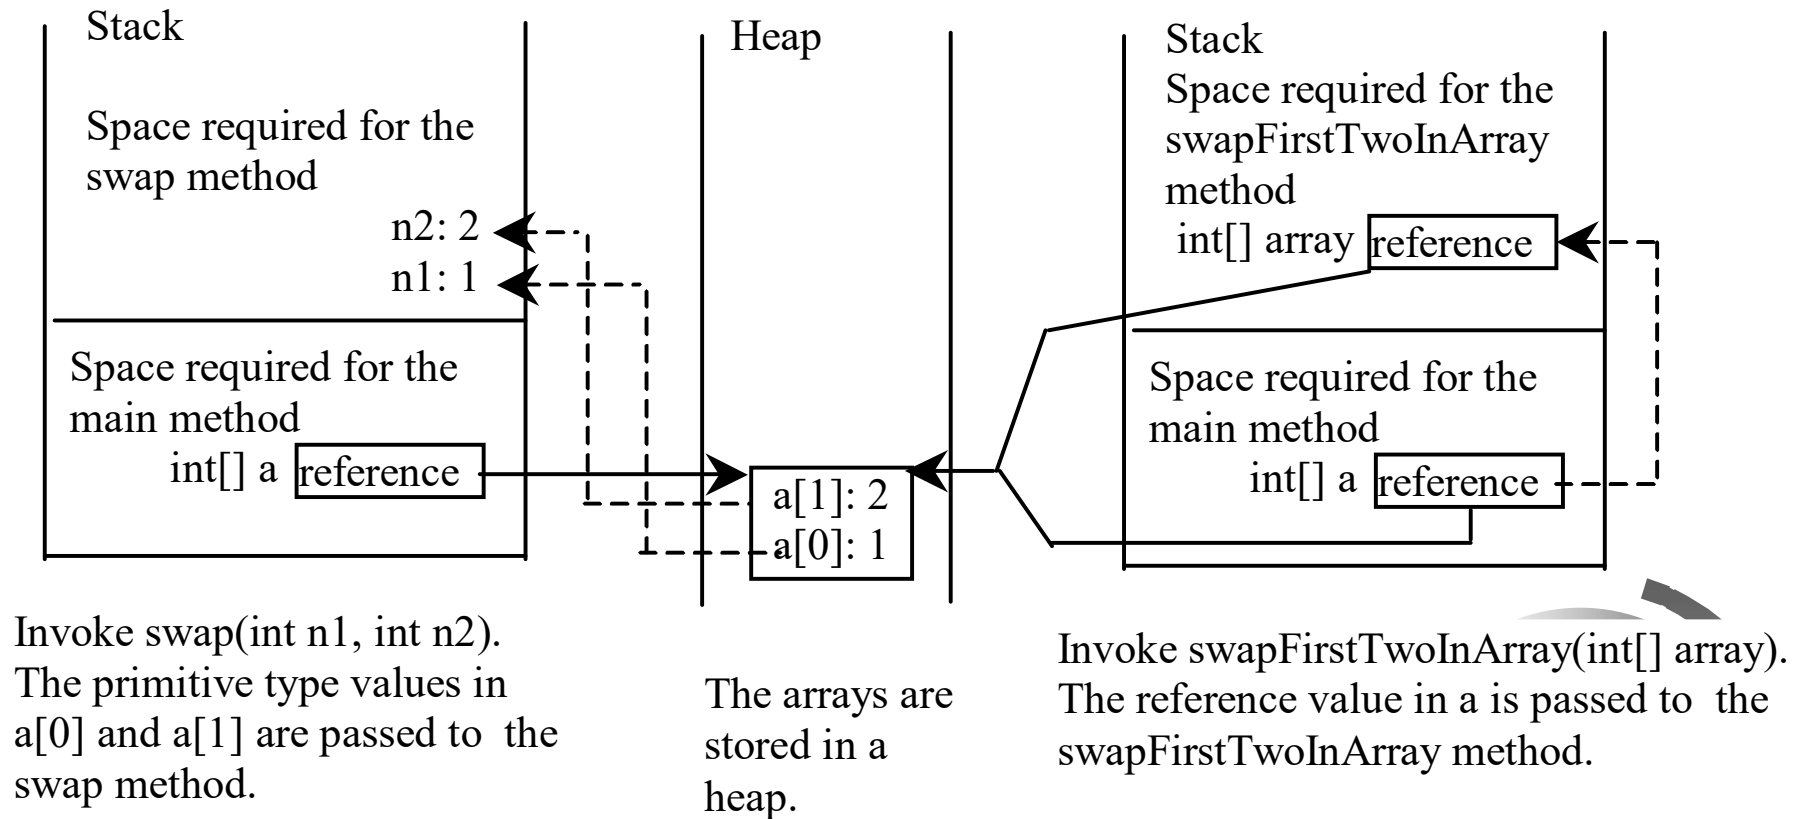 Stack
Space required for the
swap method
n2: 2
n1: 1
Space required for the
main method
int[] a reference
Invoke swap(int n1, int n2).
The primitive type values in
a[0] and a[1] are passed to  the
swap method.
Heap
a[1]: 2
a[0]: 1
The arrays are
stored in a
heap.
Stack
Space required for the
swapFirstTwoInArray
method
int[] array reference
Space required for the
main method
int[] a reference
Invoke swapFirstTwoInArray(int[] array).
The reference value in a is passed to  the
swapFirstTwoInArray method.